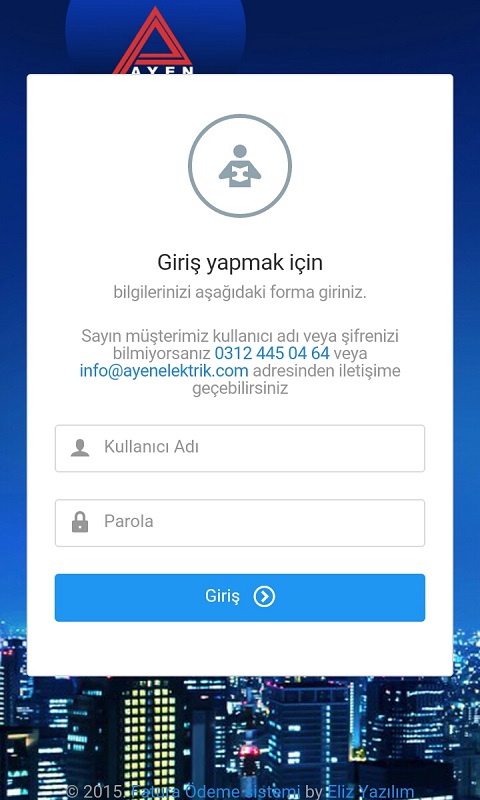 AYEN
Giriş yapmak için
bilgilerinizi aşağıdaki forma giriniz.
Sayın müşterimiz kullanıcı adı veya şifrenizi
bilmiyorsanız 0312 445 04 64 veya
info@ayenelektrik.com adresinden iletişime
geçebilirsiniz
Kullanıcı Adı
Parola
Giriş
© 2015. Fatura Ödeme sistemi by Eliz Yazılım